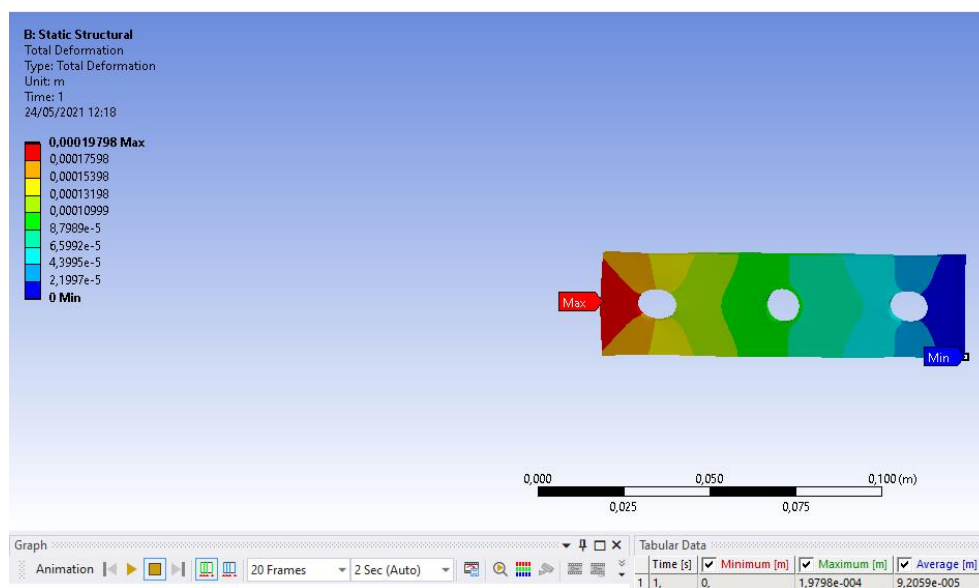 B: Static Structural
Total Deformation
Type: Total Deformation
Unit: m
Time: 1
24/05/2021 12:18
0,00019798 Max
0,00017598
0,00015398
0,00013198
0,00010999
8,7989e-5
6,5992e-5
4,3995e-5
2,1997e-5
0 Min
Max
Min
0,000 0,050 0,100 (m)
0,025 0,075
Graph
Animation 20 Frames 2 Sec (Auto)
Tabular Data
Time [s] Minimum [m] Maximum [m] Average [m]
1 1, 0, 1,9798e-004 9,2059e-005